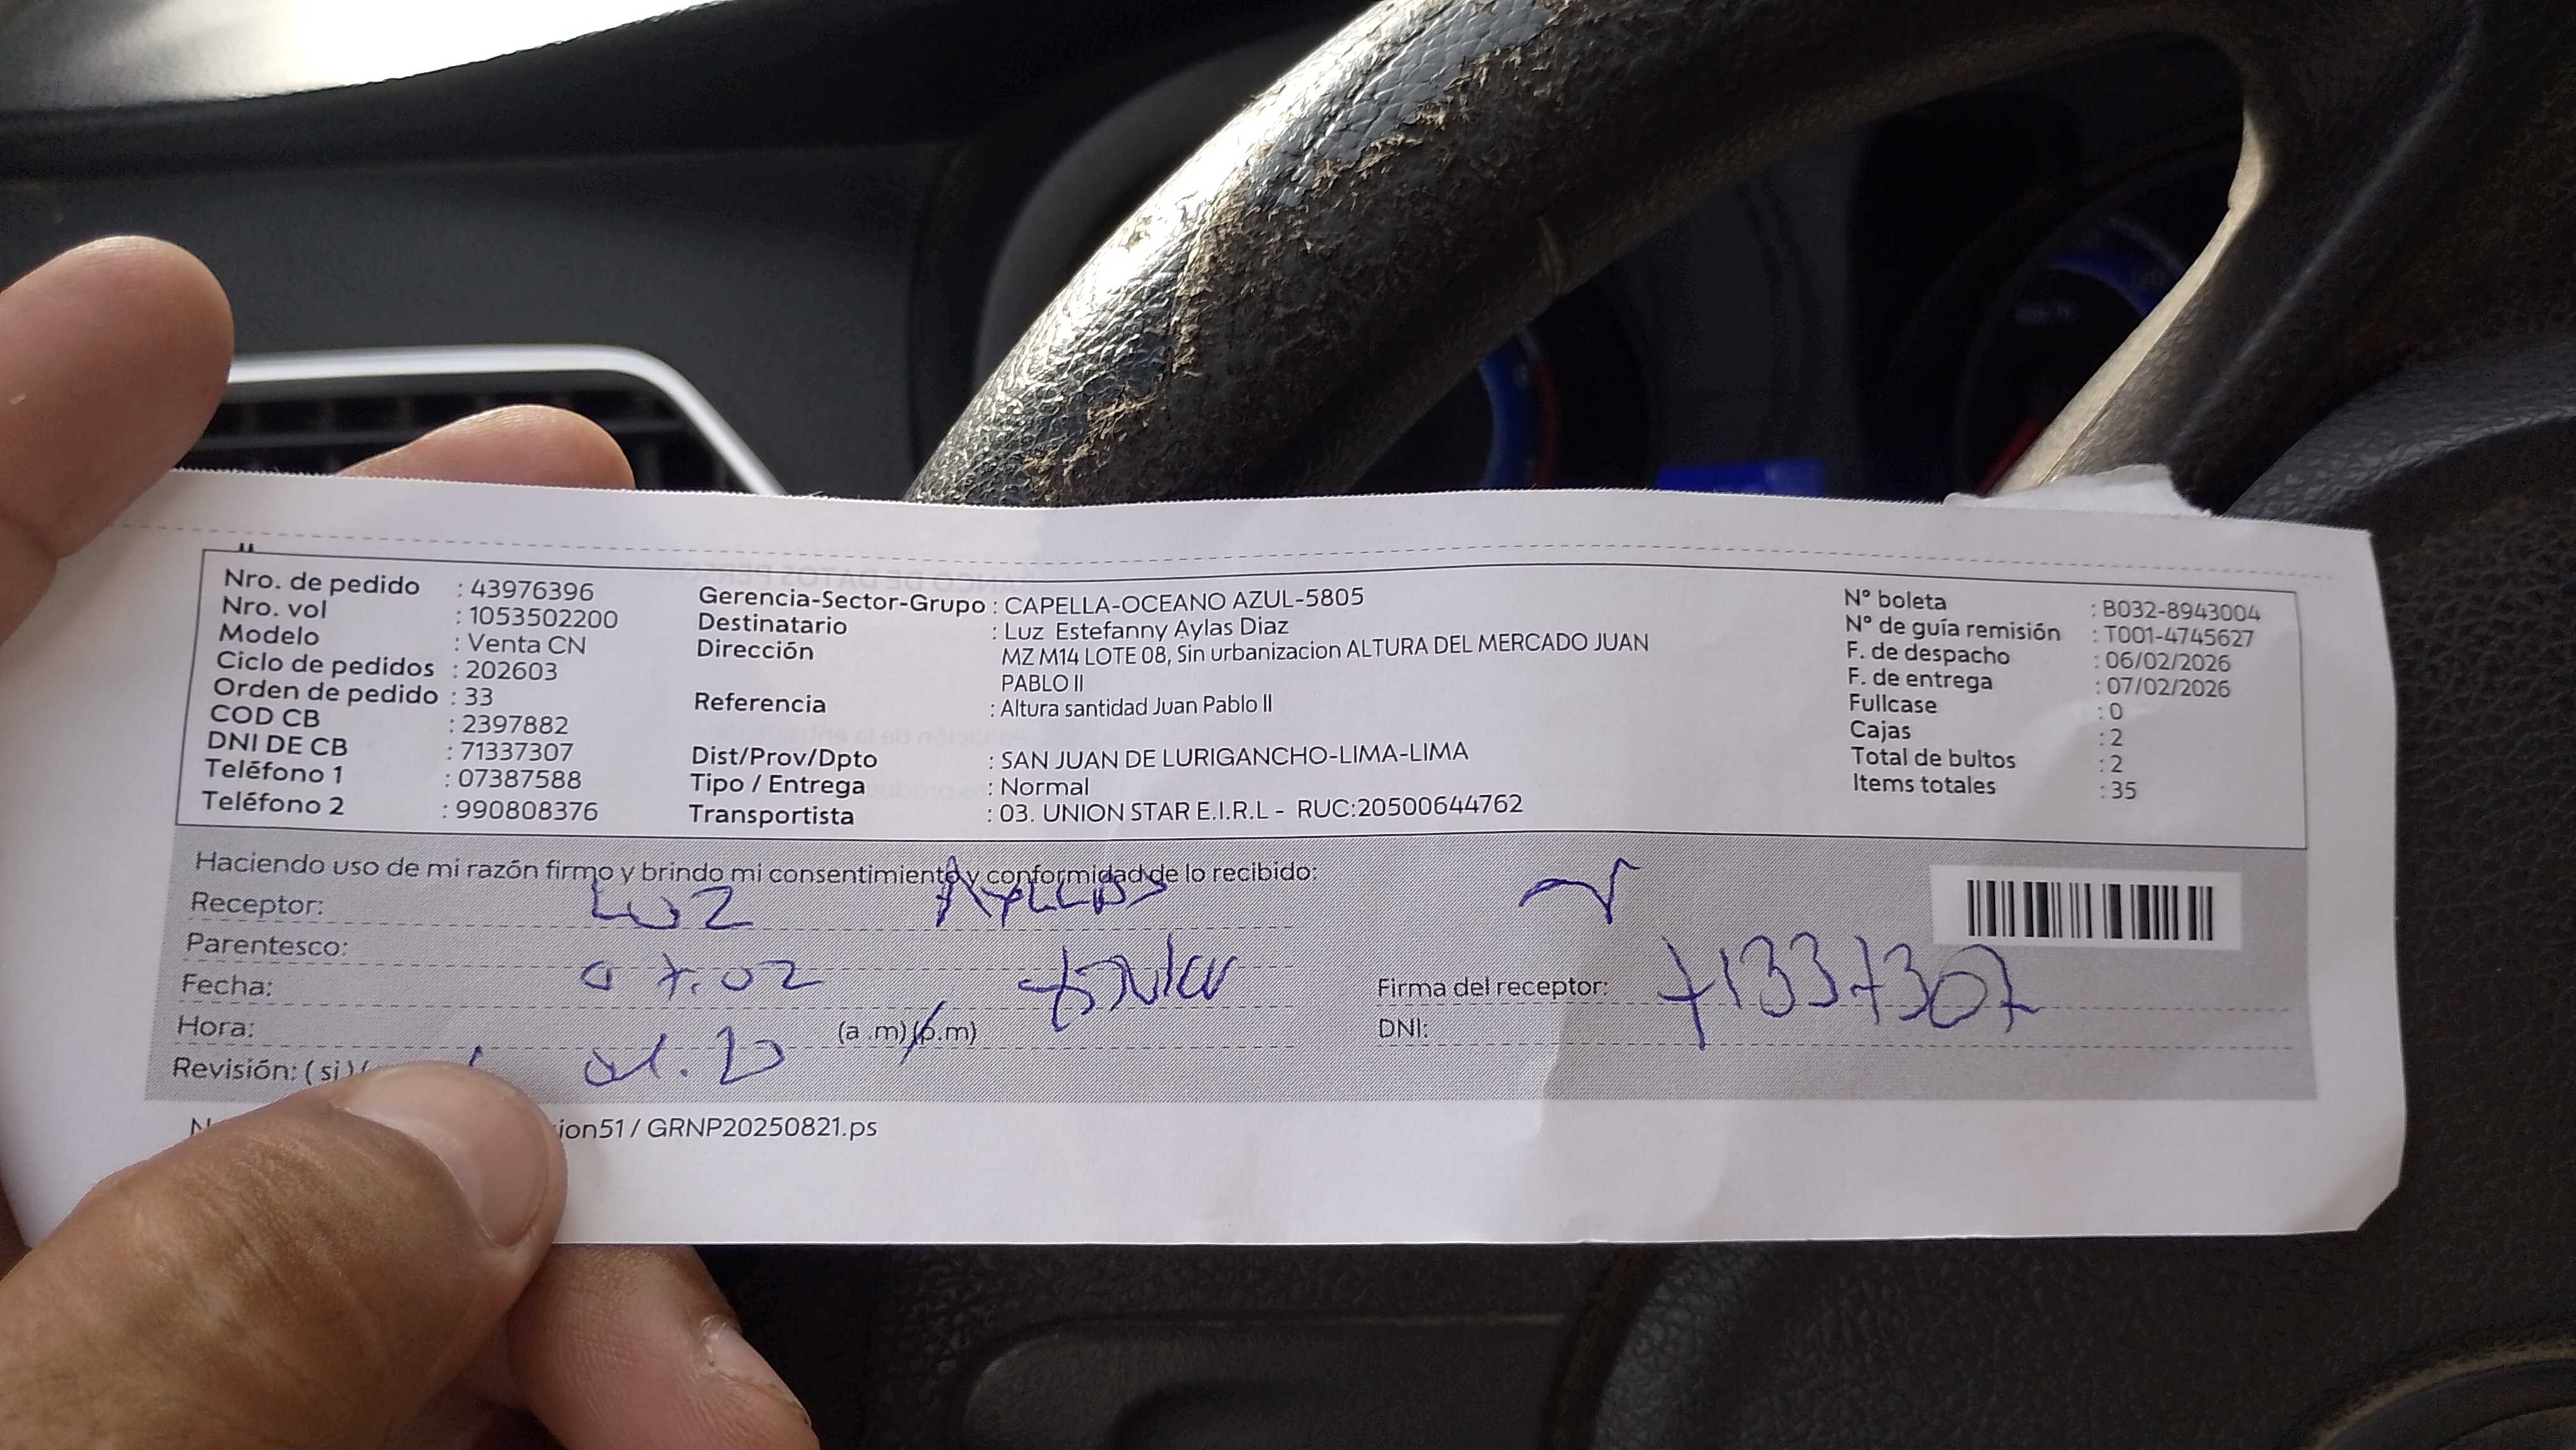 Nro. de pedido : 43976396
Nro. vol : 1053502200
Modelo : Venta CN
Ciclo de pedidos : 202603
Orden de pedido : 33
COD CB : 2397882
DNI DE CB : 71337307
Teléfono 1 : 07387588
Teléfono 2 : 990808376
Gerencia-Sector-Grupo : CAPELLA-OCEANO AZUL-5805
Destinatario : Luz Estefanny Aylas Diaz
Dirección : MZ M14 LOTE 08, Sin urbanizacion ALTURA DEL MERCADO JUAN
PABLO II
Referencia : Altura santidad Juan Pablo II
Dist/Prov/Dpto : SAN JUAN DE LURIGANCHO-LIMA-LIMA
Tipo / Entrega : Normal
Transportista : 03. UNION STAR E.I.R.L - RUC:20500644762
N° boleta : B032-8943004
N° de guía remisión : T001-4745627
F. de despacho : 06/02/2026
F. de entrega : 07/02/2026
Fullcase : 0
Cajas : 2
Total de bultos : 2
Items totales : 35
Haciendo uso de mi razón firmo y brindo mi consentimiento y conformidad de lo recibido:
Receptor: Luz
Parentesco:
Fecha: 07.02
Hora: (a .m) (p.m)
Revisión: ( si )
Firma del receptor:
DNI: 71337307
ion51 / GRNP20250821.ps